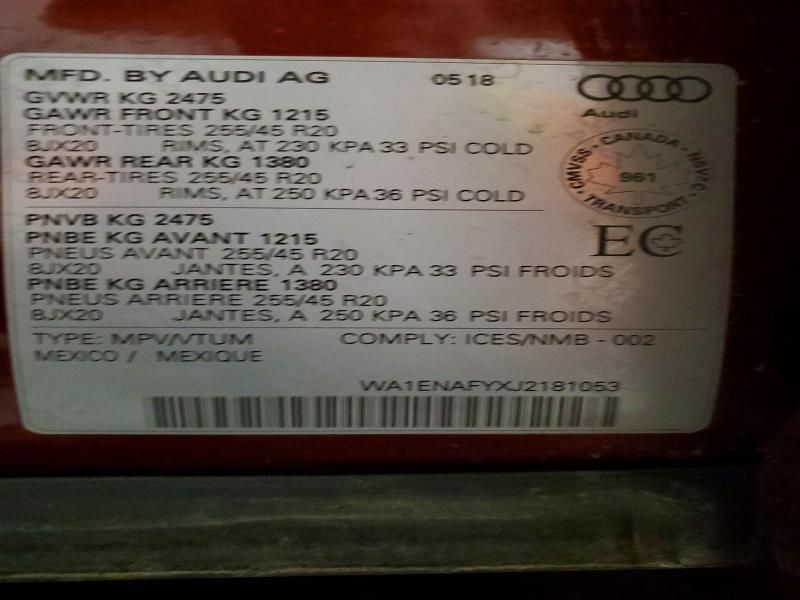 MFD. BY AUDI AG 0518
GVWR KG 2475
GAWR FRONT KG 1215
Audi
FRONT-TIRES 255/45 R20
8JX20 RIMS, AT 230 KPA 33 PSI COLD
GAWR REAR KG 1380
REAR-TIRES 255/45 R20
8JX20 RIMS, AT 250 KPA 36 PSI COLD
CMVSS - CANADA - NSVAC
961
TRANSPORT
PNVB KG 2475
PNBE KG AVANT 1215
PNEUS AVANT 255/45 R20
8JX20 JANTES, A 230 KPA 33 PSI FROIDS
PNBE KG ARRIERE 1380
PNEUS ARRIERE 255/45 R20
8JX20 JANTES, A 250 KPA 36 PSI FROIDS
EC
TYPE: MPV/VTUM COMPLY: ICES/NMB - 002
MEXICO / MEXIQUE
WA1ENAFYXJ2181053